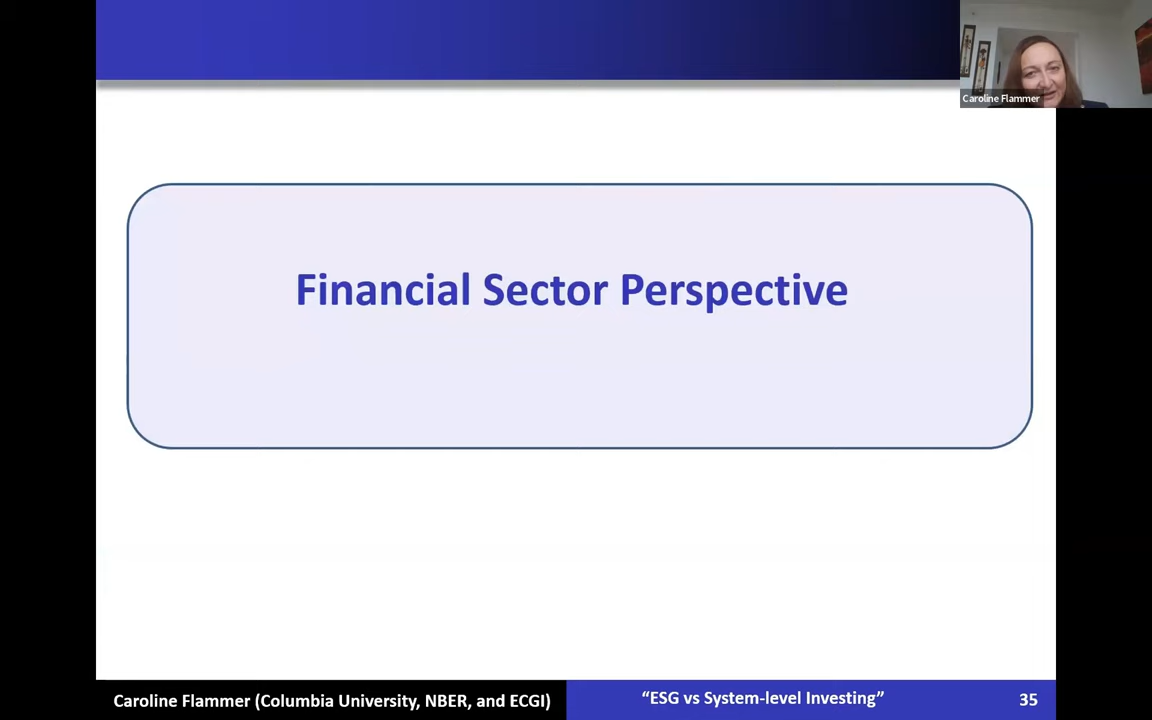 Caroline Flammer
Financial Sector Perspective
Caroline Flammer (Columbia University, NBER, and ECGI)
“ESG vs System-level Investing”
35